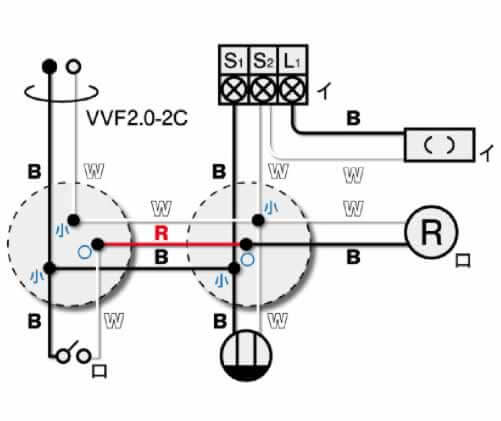 S1 S2 L1
イ
VVF2.0-2C
B
B W B W
イ
W
W 小 W
小 R R
○ B ○ B ロ
小 小
B W B W
ロ